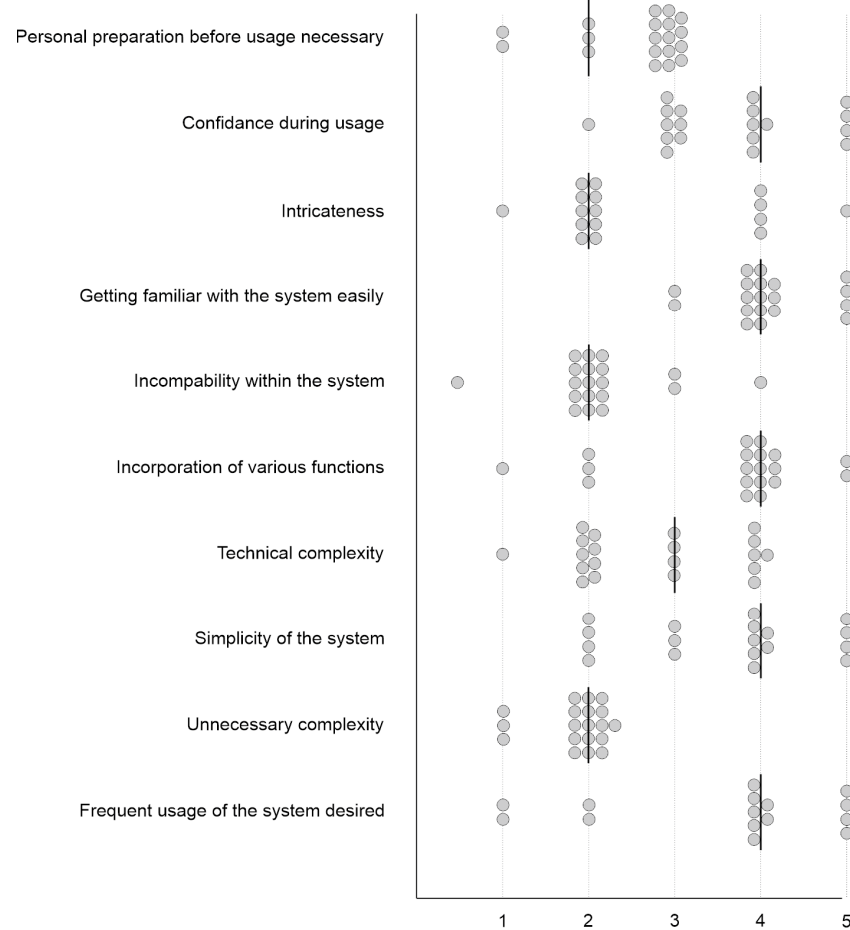 Personal preparation before usage necessary
Confidance during usage
Intricateness
Getting familiar with the system easily
Incompability within the system
Incorporation of various functions
Technical complexity
Simplicity of the system
Unnecessary complexity
Frequent usage of the system desired
1 2 3 4 5